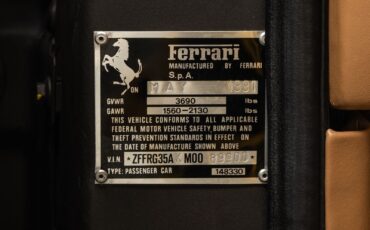 Ferrari
MANUFACTURED BY FERRARI
S.p.A.
ON MAY
GVWR 3690 lbs
GAWR 1560-2130 lbs
THIS VEHICLE CONFORMS TO ALL APPLICABLE
FEDERAL MOTOR VEHICLE SAFETY, BUMPER AND
THEFT PREVENTION STANDARDS IN EFFECT ON
THE DATE OF MANUFACTURE SHOWN ABOVE
V.I.N.
TYPE: PASSENGER CAR 148330